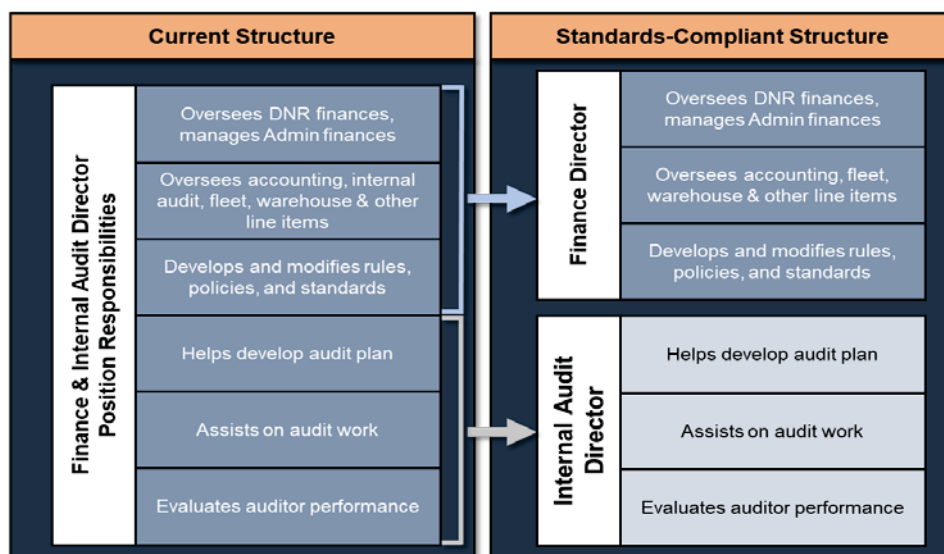 Current Structure
Finance & Internal Audit Director
Position Responsibilities
Oversees DNR finances,
manages Admin finances
Oversees accounting, internal
audit, fleet, warehouse & other
line items
Develops and modifies rules,
policies, and standards
Helps develop audit plan
Assists on audit work
Evaluates auditor performance
Standards-Compliant Structure
Finance Director
Oversees DNR finances,
manages Admin finances
Oversees accounting, fleet,
warehouse & other line items
Develops and modifies rules,
policies, and standards
Internal Audit
Director
Helps develop audit plan
Assists on audit work
Evaluates auditor performance